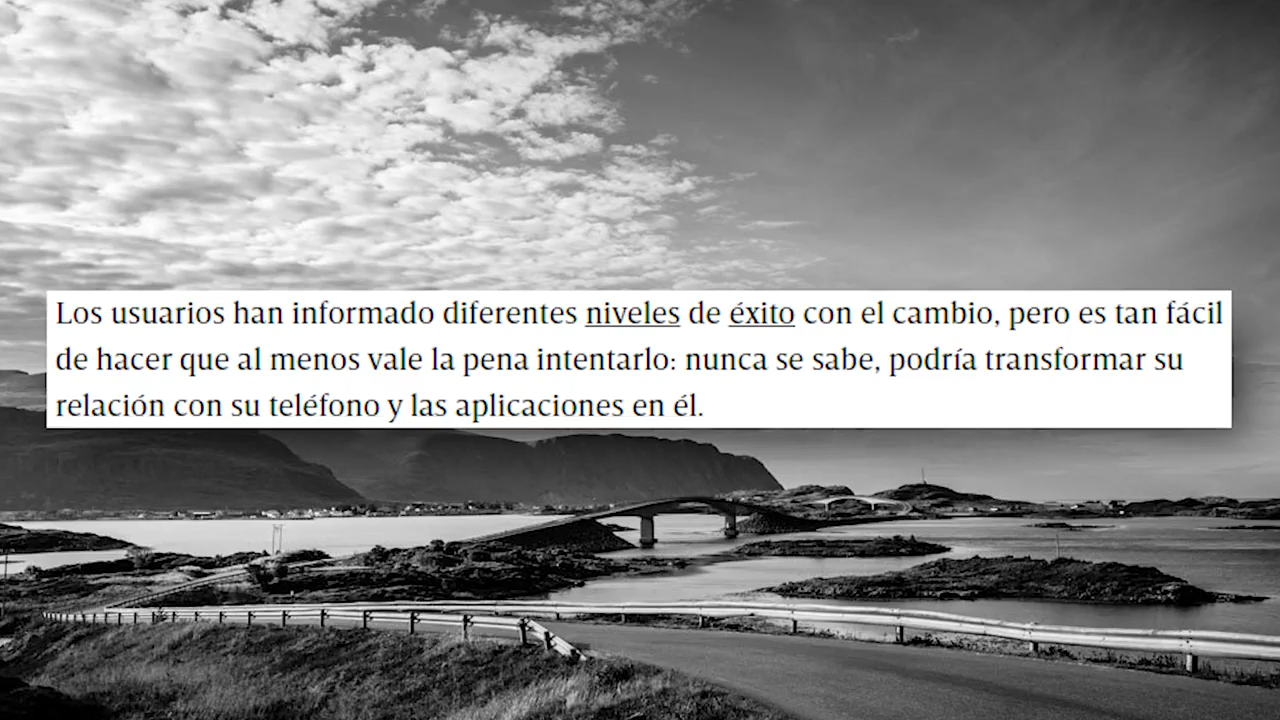 Los usuarios han informado diferentes niveles de éxito con el cambio, pero es tan fácil
de hacer que al menos vale la pena intentarlo: nunca se sabe, podría transformar su
relación con su teléfono y las aplicaciones en él.